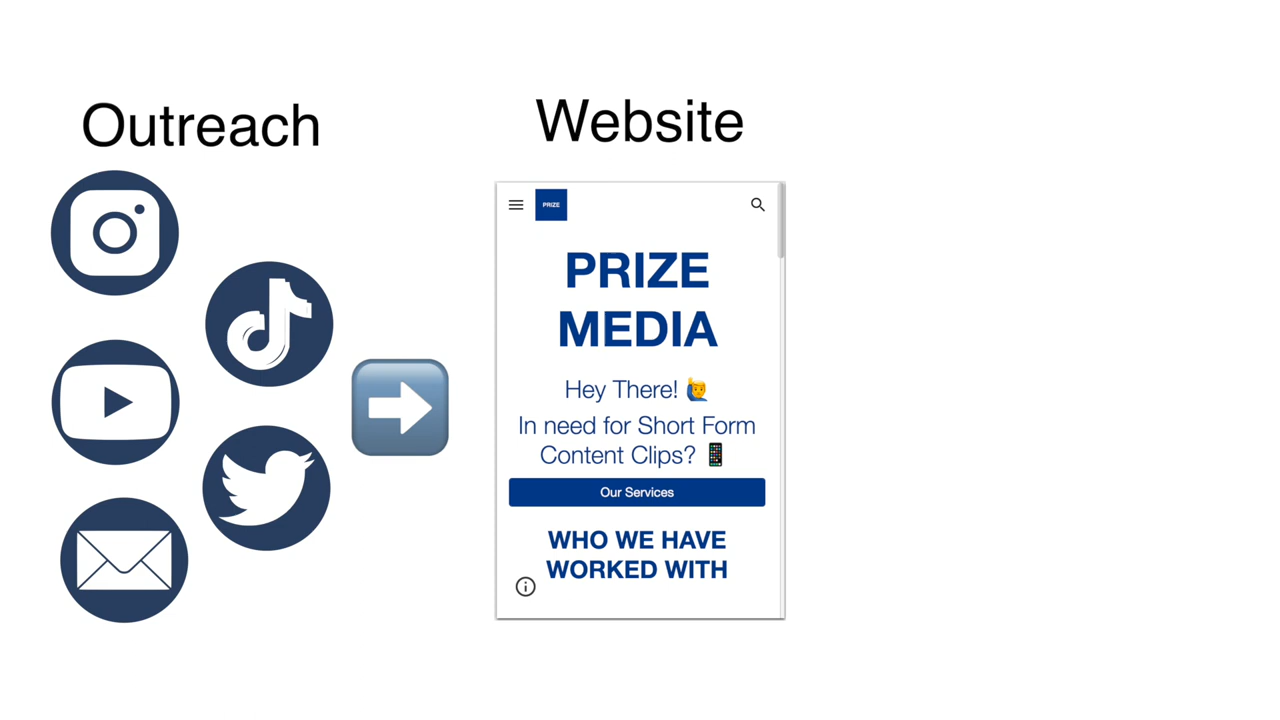 Outreach
Website
PRIZE
PRIZE
MEDIA
Hey There! 🙋‍♂️
In need for Short Form
Content Clips? 📱
Our Services
WHO WE HAVE
WORKED WITH